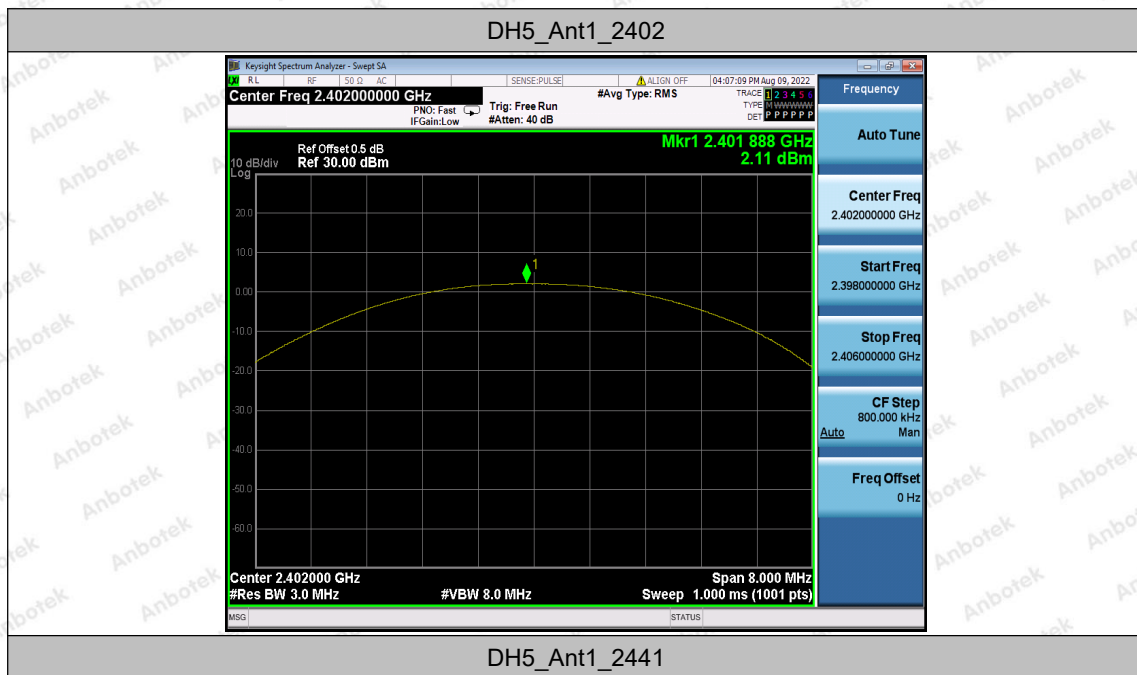 DH5_Ant1_2402
Keysight Spectrum Analyzer - Swept SA
RL RF 50 Ω AC SENSE:PULSE ALIGN OFF 04:07:09 PM Aug 09, 2022
Center Freq 2.402000000 GHz
PNO: Fast
IFGain:Low
Trig: Free Run
#Atten: 40 dB
#Avg Type: RMS
TRACE 1 2 3 4 5 6
TYPE MWWWWW
DET P P P P P P
Mkr1 2.401 888 GHz
2.11 dBm
Ref Offset 0.5 dB
10 dB/div Ref 30.00 dBm
Log
20.0
10.0
0.00
-10.0
-20.0
-30.0
-40.0
-50.0
-60.0
1
Center 2.402000 GHz Span 8.000 MHz
#Res BW 3.0 MHz #VBW 8.0 MHz Sweep 1.000 ms (1001 pts)
MSG STATUS
Frequency
Auto Tune
Center Freq
2.402000000 GHz
Start Freq
2.398000000 GHz
Stop Freq
2.406000000 GHz
CF Step
800.000 kHz
Auto Man
Freq Offset
0 Hz
DH5_Ant1_2441
Anbotek